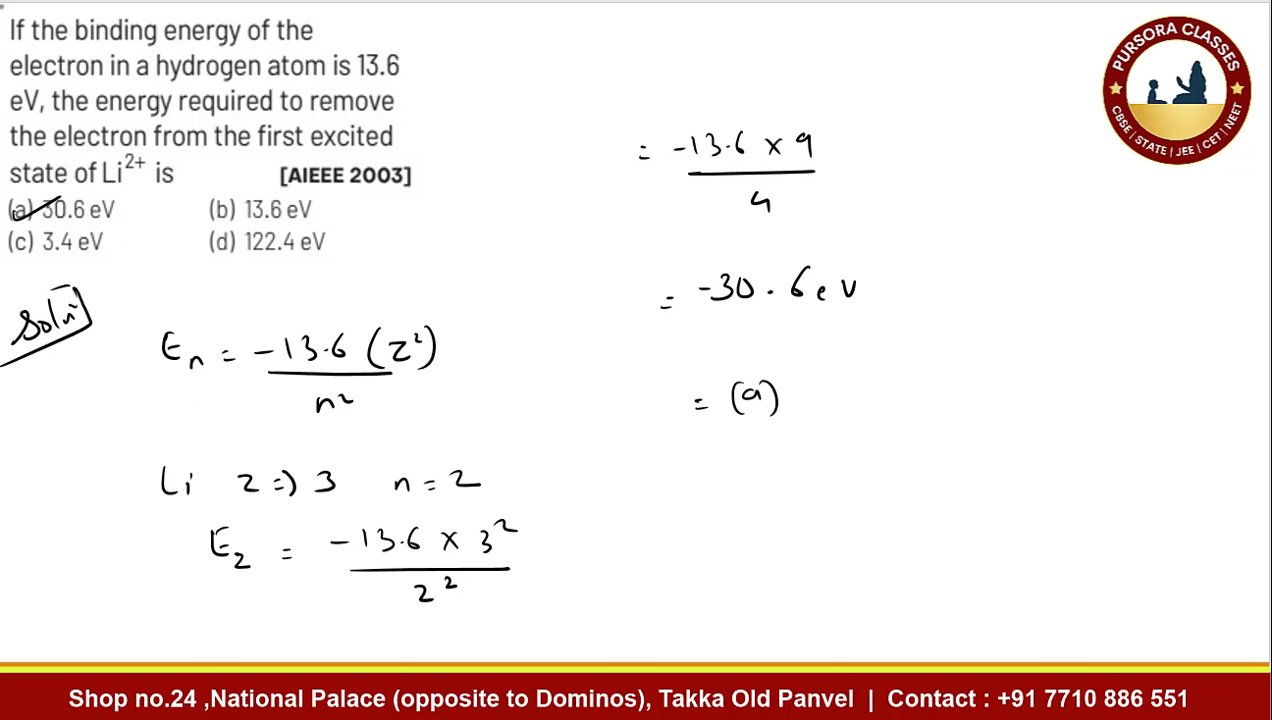 If the binding energy of the
electron in a hydrogen atom is 13.6
eV, the energy required to remove
the electron from the first excited
state of Li²⁺ is [AIEEE 2003]
(a) 30.6 eV (b) 13.6 eV
(c) 3.4 eV (d) 122.4 eV
Solⁿ
Eₙ = -13.6 (Z²)
n²
Li Z => 3 n = 2
E₂ = -13.6 x 3²
2²
= -13.6 x 9
4
= -30.6 eV
= (a)
PURSORA CLASSES
CBSE | STATE | JEE | CET | NEET
Shop no.24 ,National Palace (opposite to Dominos), Takka Old Panvel | Contact : +91 7710 886 551